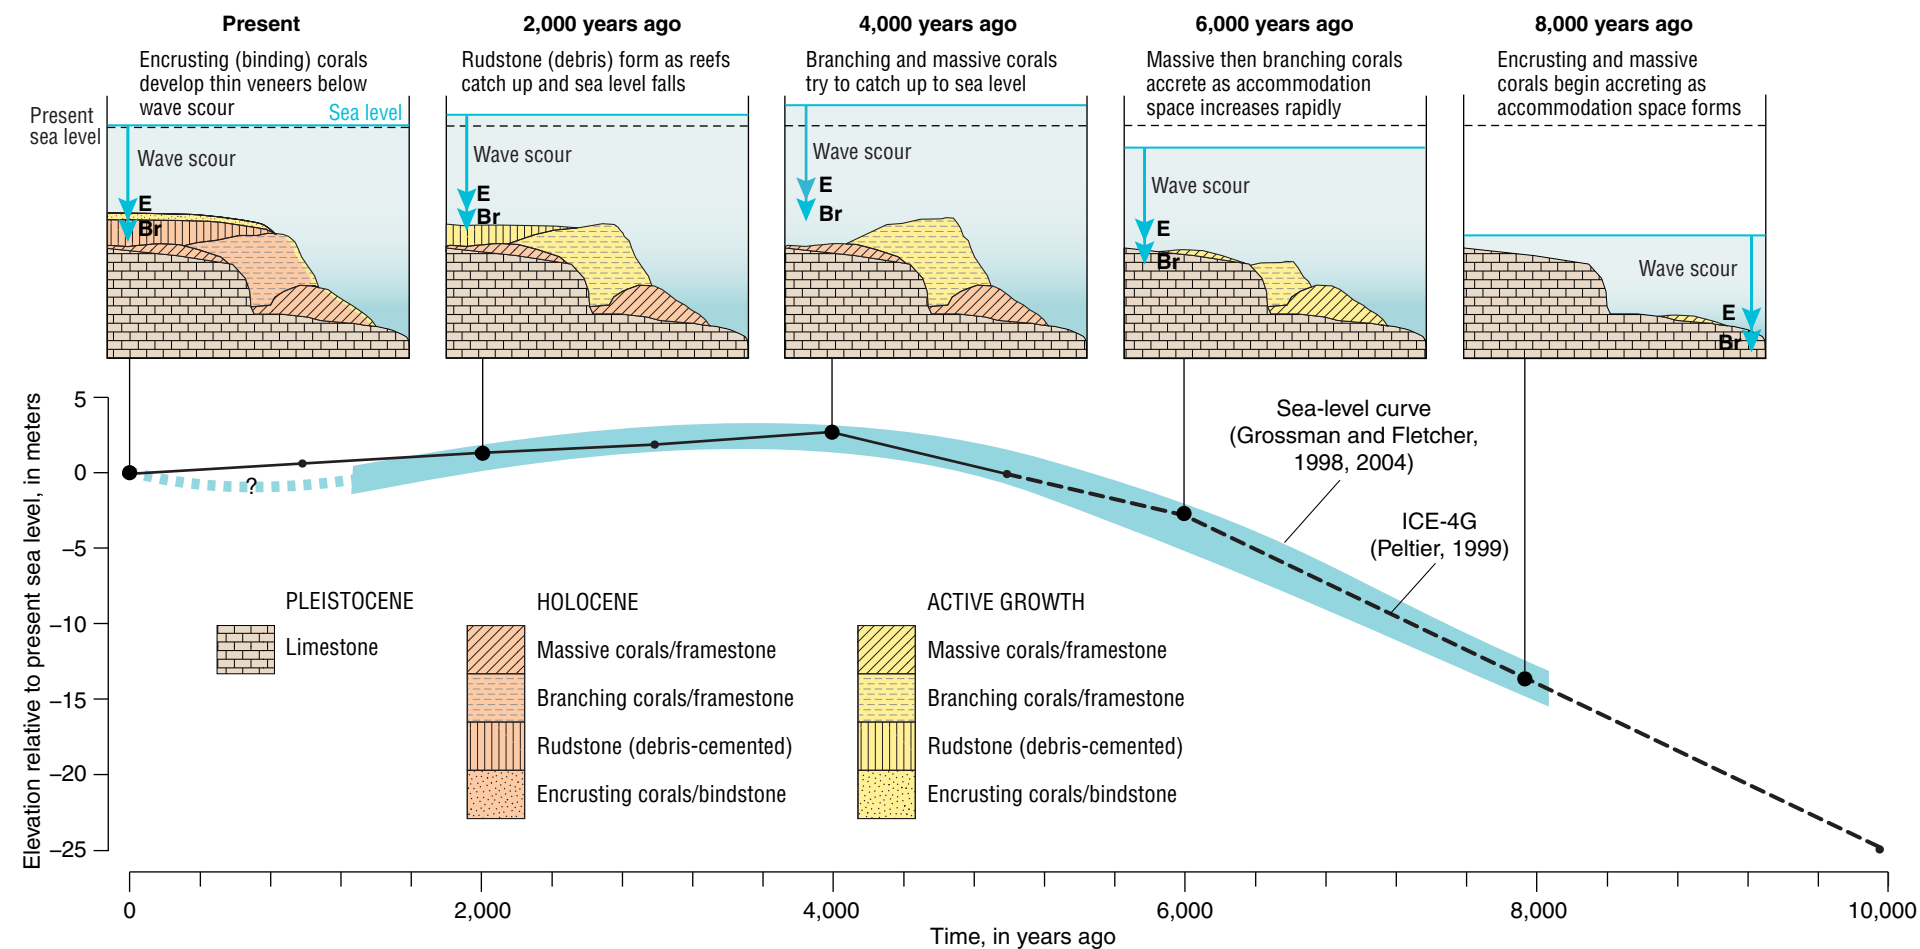 Present
Encrusting (binding) corals
develop thin veneers below
wave scour
2,000 years ago
Rudstone (debris) form as reefs
catch up and sea level falls
4,000 years ago
Branching and massive corals
try to catch up to sea level
6,000 years ago
Massive then branching corals
accrete as accommodation
space increases rapidly
8,000 years ago
Encrusting and massive
corals begin accreting as
accommodation space forms
Present
sea level
Sea level
Wave scour
E
Br
Wave scour
E
Br
Wave scour
E
Br
Wave scour
E
Br
Wave scour
E
Br
Elevation relative to present sea level, in meters
5
0
–5
–10
–15
–20
–25
?
Sea-level curve
(Grossman and Fletcher,
1998, 2004)
ICE-4G
(Peltier, 1999)
PLEISTOCENE
Limestone
HOLOCENE
Massive corals/framestone
Branching corals/framestone
Rudstone (debris-cemented)
Encrusting corals/bindstone
ACTIVE GROWTH
Massive corals/framestone
Branching corals/framestone
Rudstone (debris-cemented)
Encrusting corals/bindstone
0
2,000
4,000
6,000
8,000
10,000
Time, in years ago